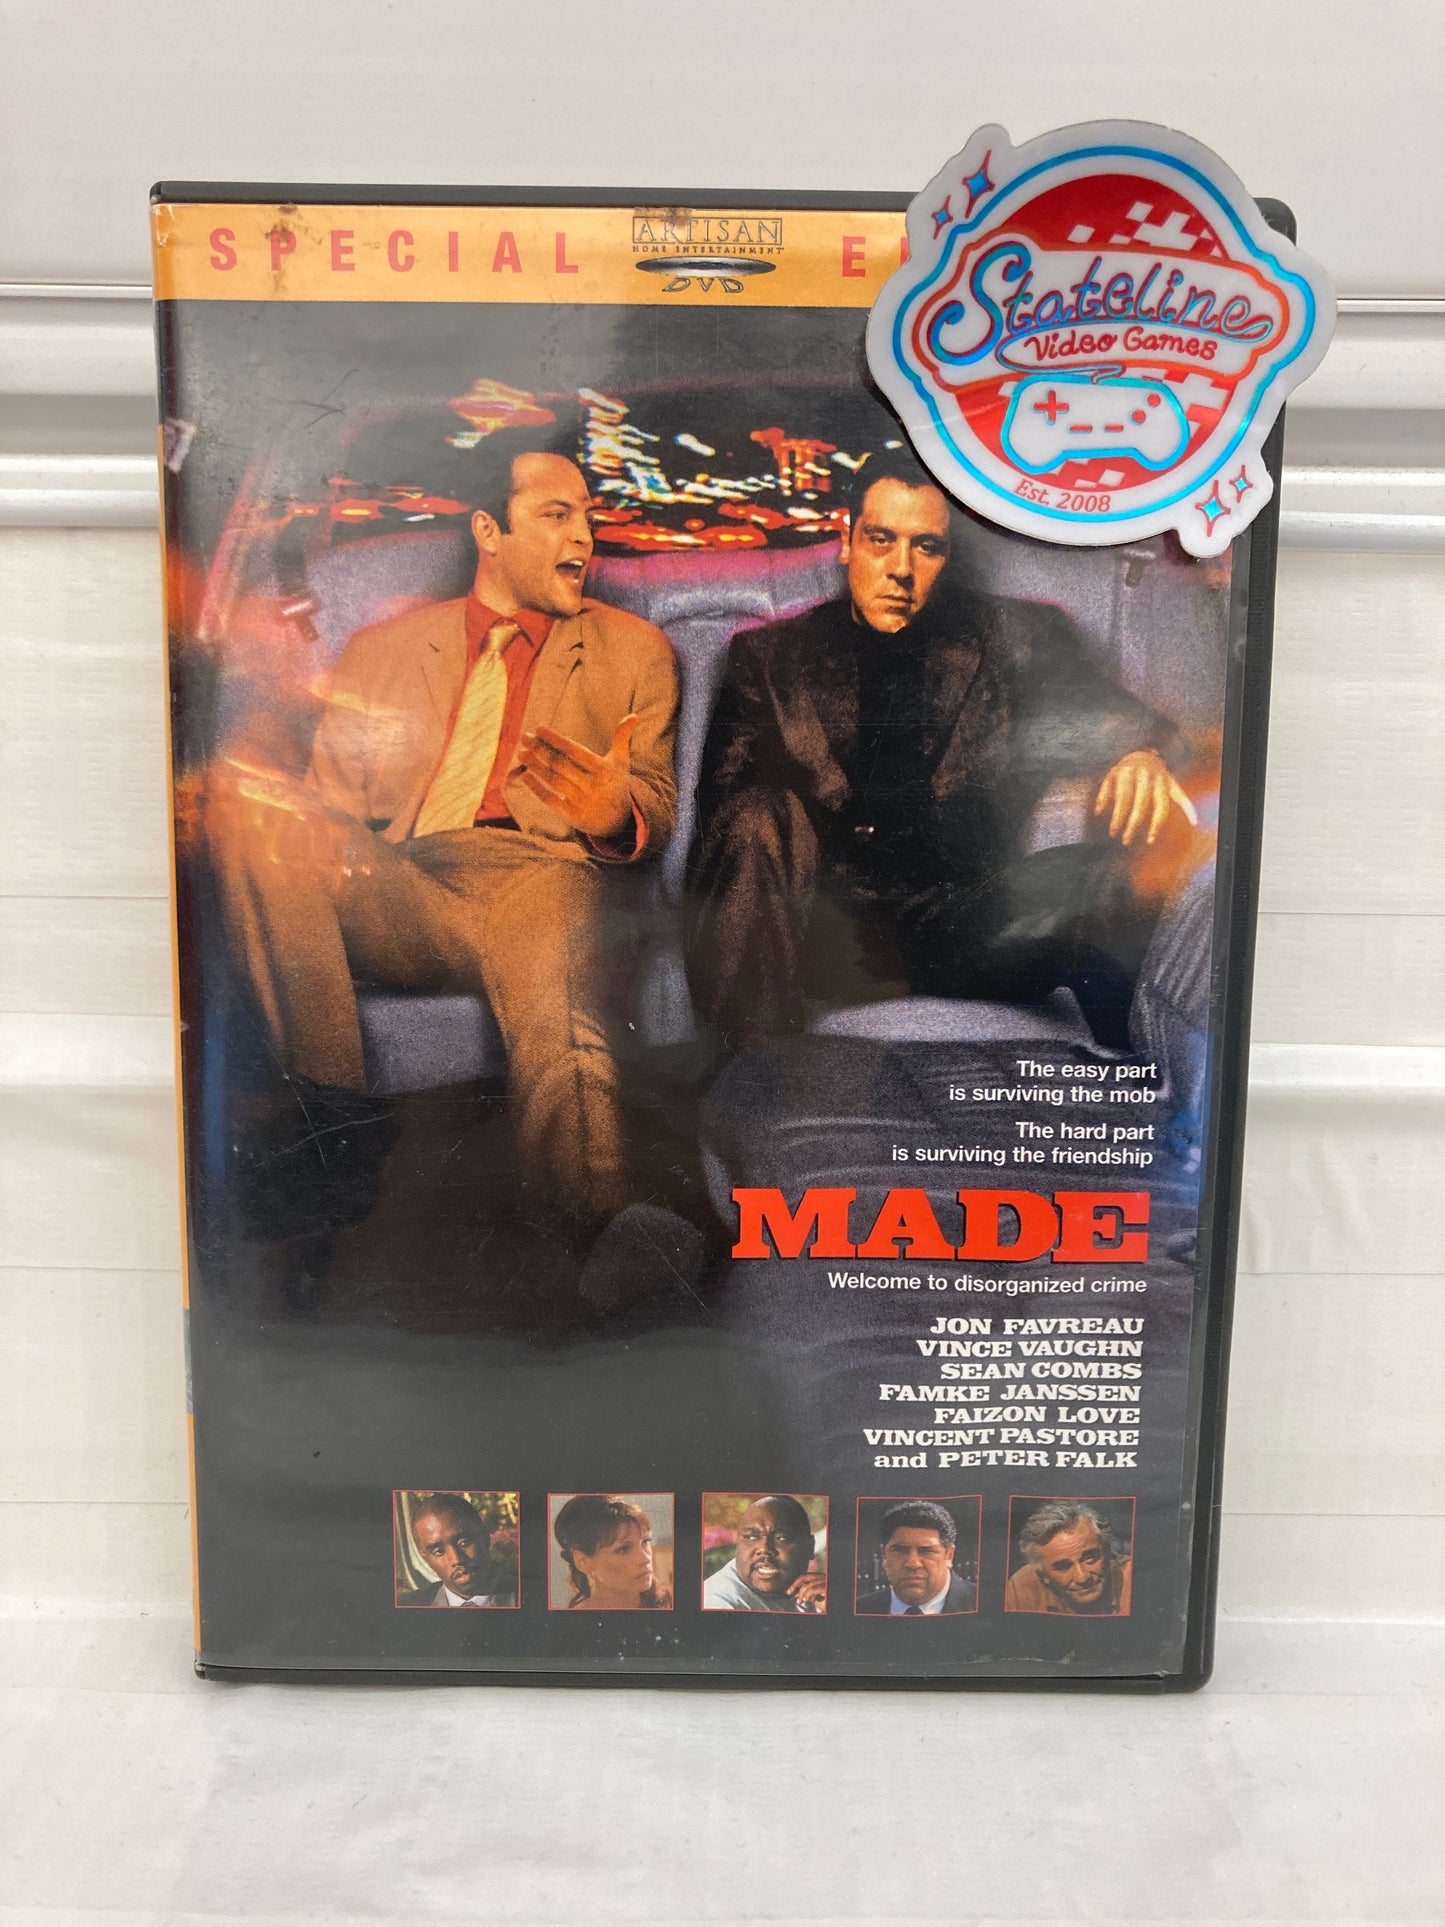 SPECIAL
ARTISAN
HOME ENTERTAINMENT
DVD
Stateline
Video Games
Est. 2008
The easy part
is surviving the mob
The hard part
is surviving the friendship
MADE
Welcome to disorganized crime
JON FAVREAU
VINCE VAUGHN
SEAN COMBS
FAMKE JANSSEN
FAIZON LOVE
VINCENT PASTORE
and PETER FALK